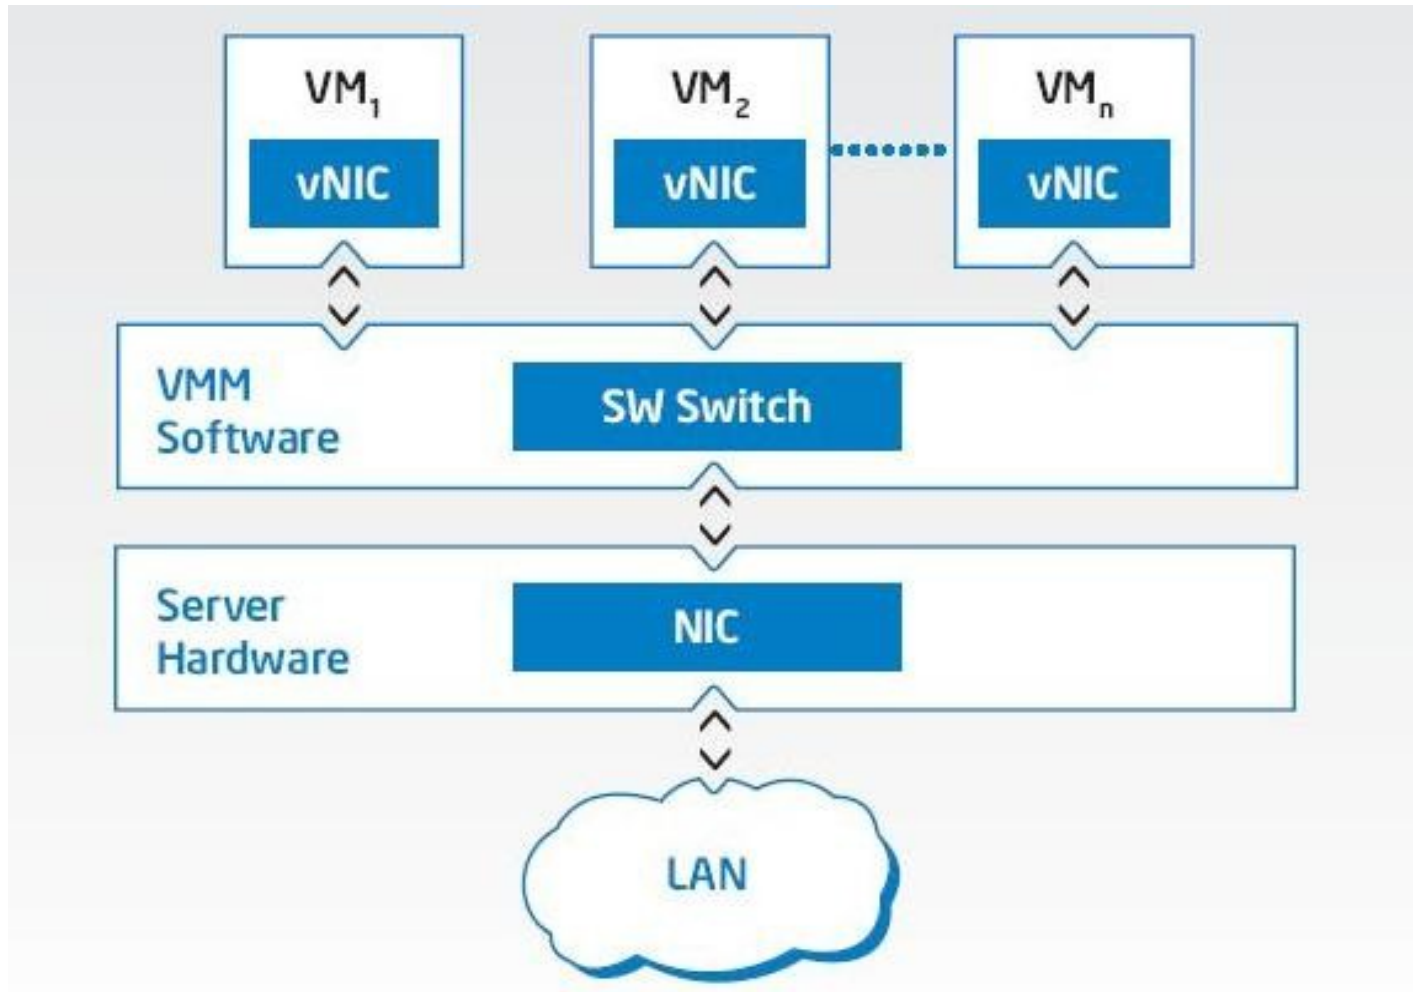 VM1
VM2
VMn
vNIC
vNIC
vNIC
VMM
Software
SW Switch
Server
Hardware
NIC
LAN